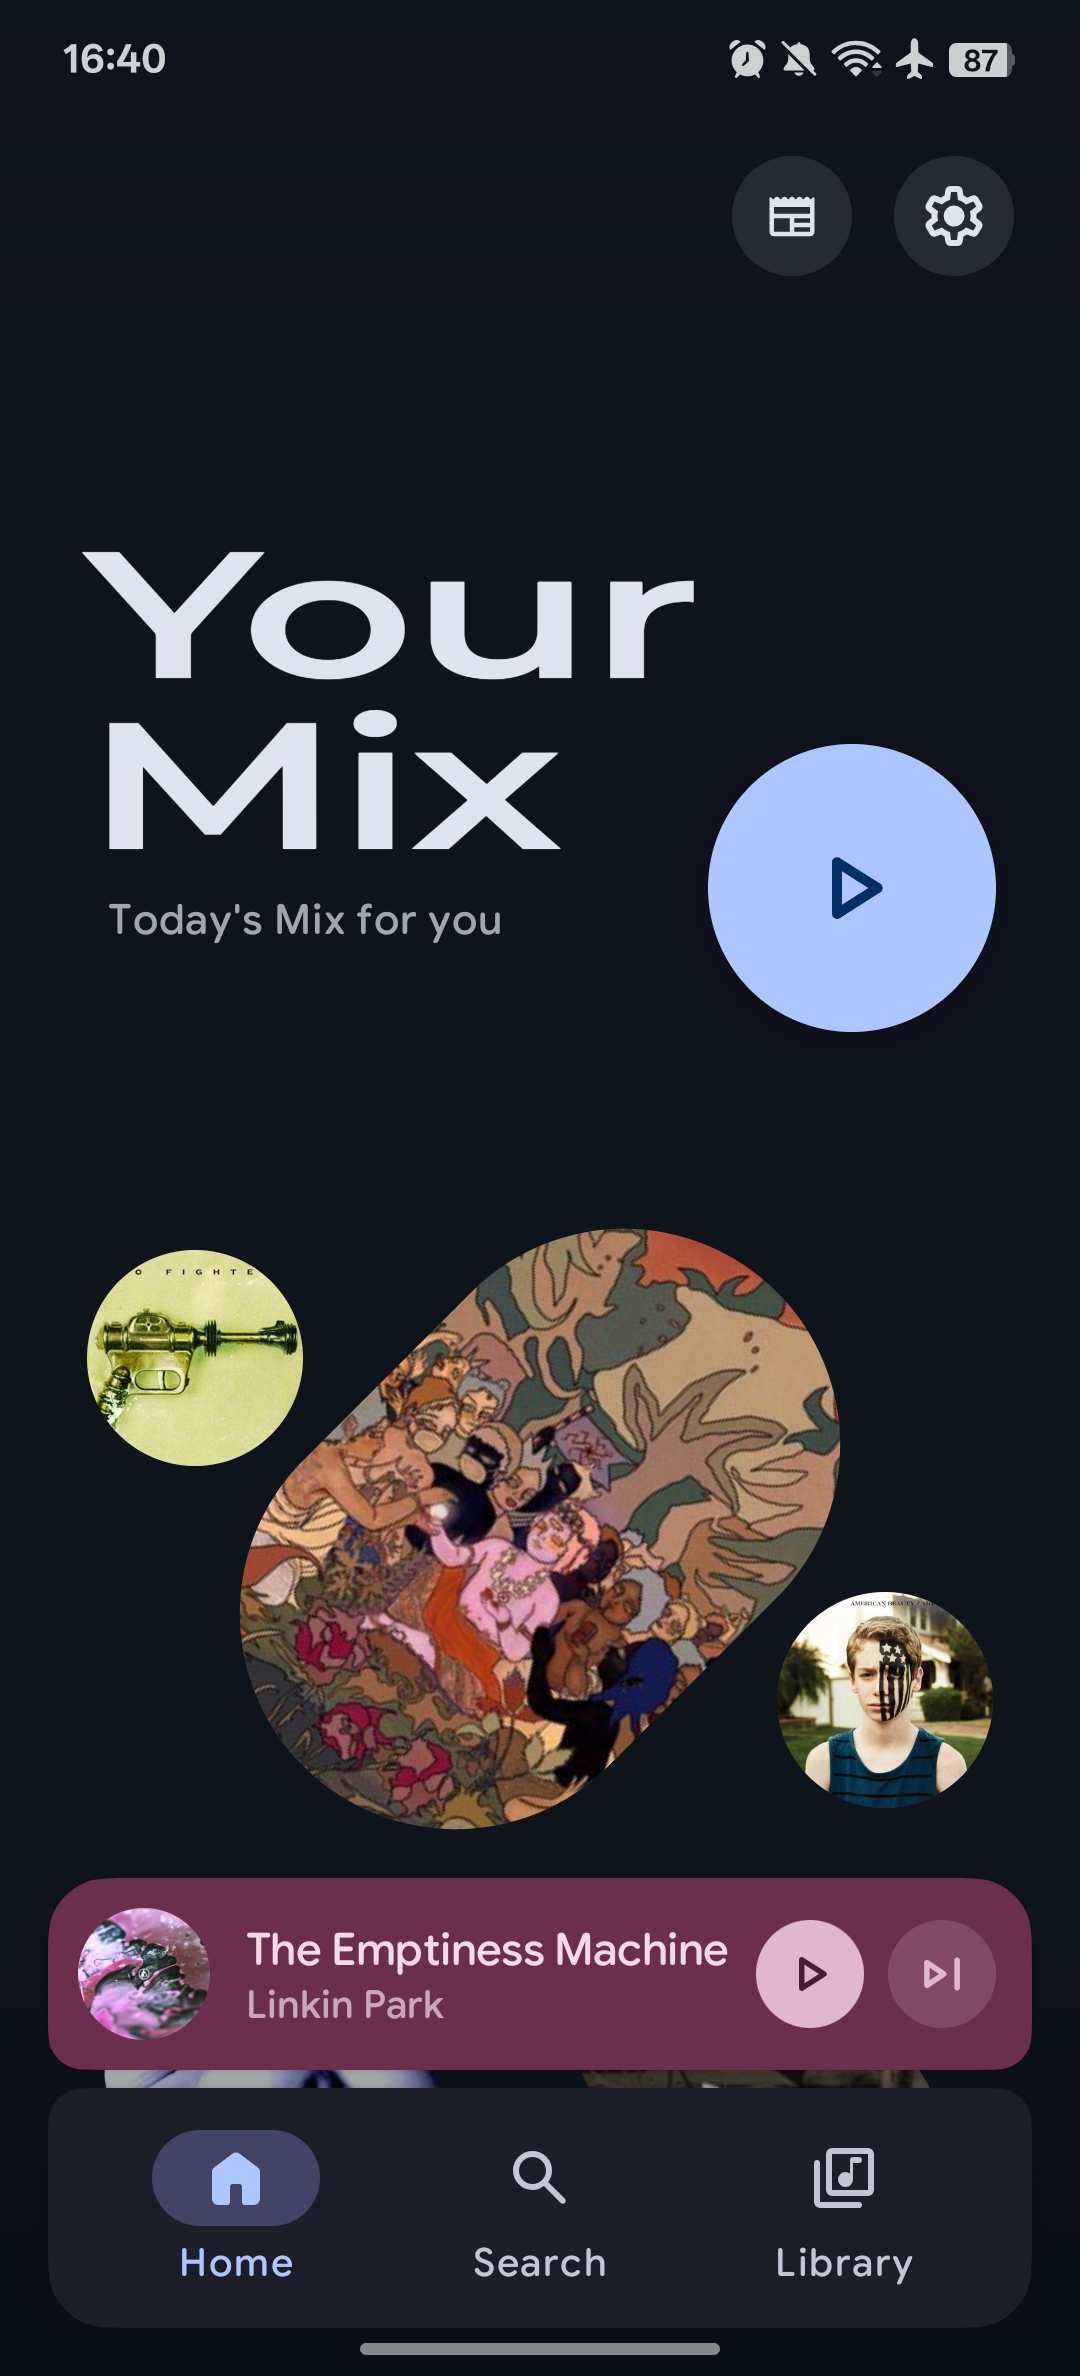 16:40
87
Your
Mix
Today's Mix for you
O FIGHTE
AMERICAN BEAUTY /
The Emptiness Machine
Linkin Park
Home
Search
Library